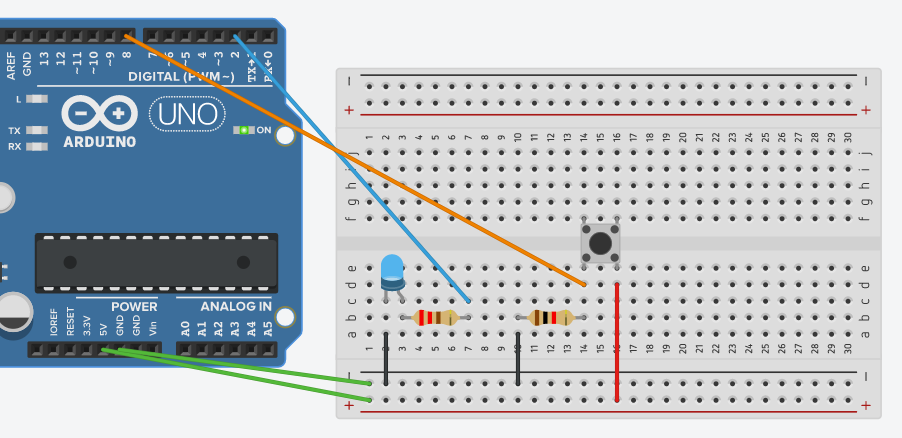 AREF GND 13 12 ~11 ~10 ~9 8 7 ~6 ~5 4 ~3 2 TX→1 RX←0
DIGITAL (PWM~)
L
UNO
TX
RX
ON
ARDUINO
POWER ANALOG IN
IOREF RESET 3.3V 5V GND GND Vin A0 A1 A2 A3 A4 A5
− −
+ +
1 2 3 4 5 6 7 8 9 10 11 12 13 14 15 16 17 18 19 20 21 22 23 24 25 26 27 28 29 30
j j
i i
h h
g g
f f
e e
d d
c c
b b
a a
1 2 3 4 5 6 7 8 9 10 11 12 13 14 15 16 17 18 19 20 21 22 23 24 25 26 27 28 29 30
− −
+ +